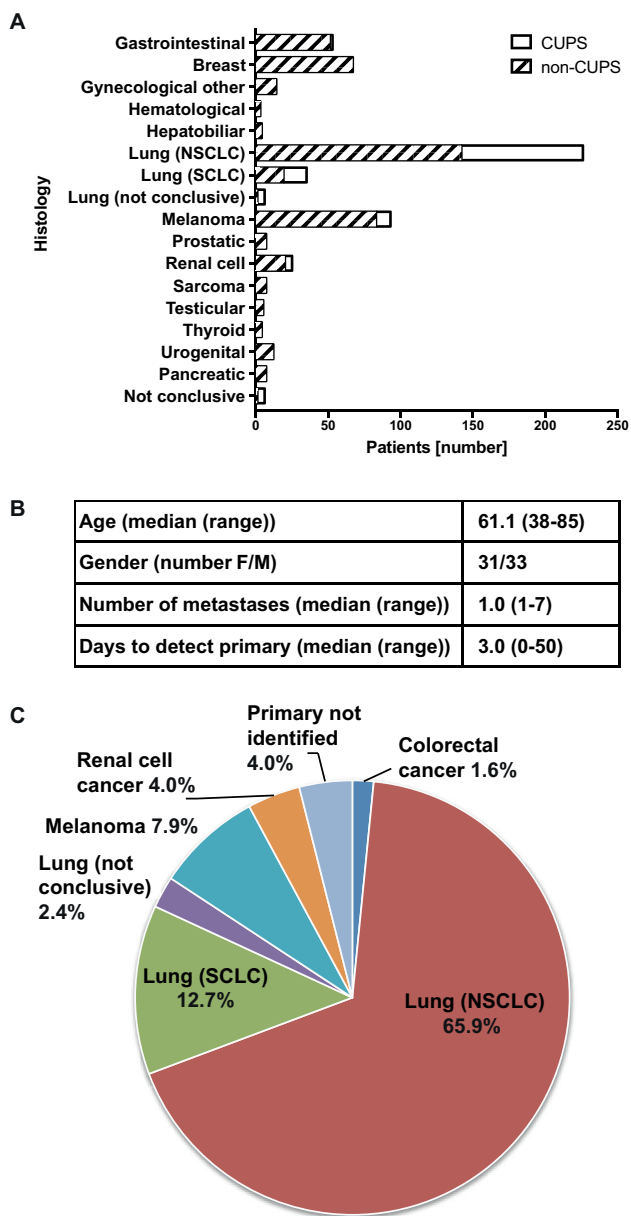 A
Gastrointestinal
Breast
Gynecological other
Hematological
Hepatobiliar
Lung (NSCLC)
Lung (SCLC)
Lung (not conclusive)
Melanoma
Prostatic
Renal cell
Sarcoma
Testicular
Thyroid
Urogenital
Pancreatic
Not conclusive
Histology
CUPS
non-CUPS
0 50 100 150 200 250
Patients [number]
B
Age (median (range)) 61.1 (38-85)
Gender (number F/M) 31/33
Number of metastases (median (range)) 1.0 (1-7)
Days to detect primary (median (range)) 3.0 (0-50)
C
Primary not
identified
4.0%
Colorectal
cancer 1.6%
Renal cell
cancer 4.0%
Melanoma 7.9%
Lung (not
conclusive)
2.4%
Lung (SCLC)
12.7%
Lung (NSCLC)
65.9%